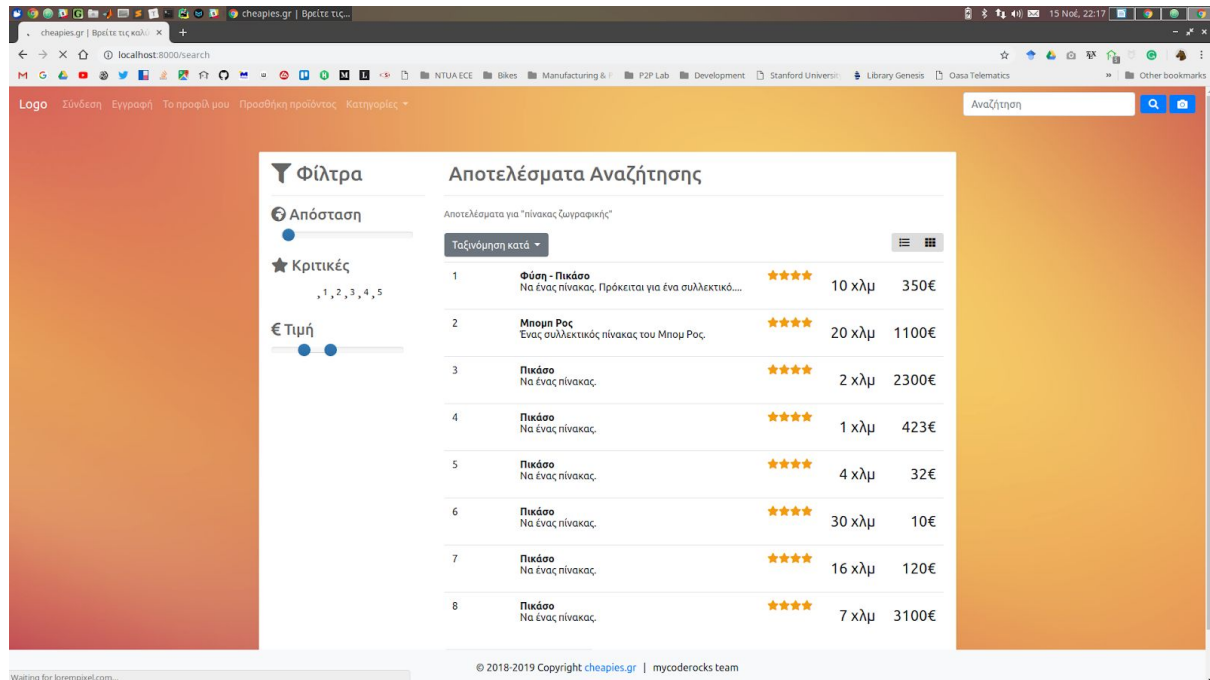 cheapies.gr | Βρείτε τις...
15 Νοέ, 22:17
cheapies.gr | Βρείτε τις καλύ
localhost:8000/search
NTUA ECE Bikes Manufacturing & P2P Lab Development Stanford Universit Library Genesis Oasa Telematics » Other bookmarks
Logo Σύνδεση Εγγραφή Το προφίλ μου Προσθήκη προϊόντος Κατηγορίες Αναζήτηση
Φίλτρα
Απόσταση
Κριτικές
,1,2,3,4,5
€ Τιμή
Αποτελέσματα Αναζήτησης
Αποτελέσματα για "πίνακας ζωγραφικής"
Ταξινόμηση κατά
1 Φύση - Πικάσο 10 χλμ 350€
Να ένας πίνακας. Πρόκειται για ένα συλλεκτικό....
2 Μπομπ Ρος 20 χλμ 1100€
Ένας συλλεκτικός πίνακας του Μπομ Ρος.
3 Πικάσο 2 χλμ 2300€
Να ένας πίνακας.
4 Πικάσο 1 χλμ 423€
Να ένας πίνακας.
5 Πικάσο 4 χλμ 32€
Να ένας πίνακας.
6 Πικάσο 30 χλμ 10€
Να ένας πίνακας.
7 Πικάσο 16 χλμ 120€
Να ένας πίνακας.
8 Πικάσο 7 χλμ 3100€
Να ένας πίνακας.
© 2018-2019 Copyright cheapies.gr | mycoderocks team
Waiting for lorempixel.com...